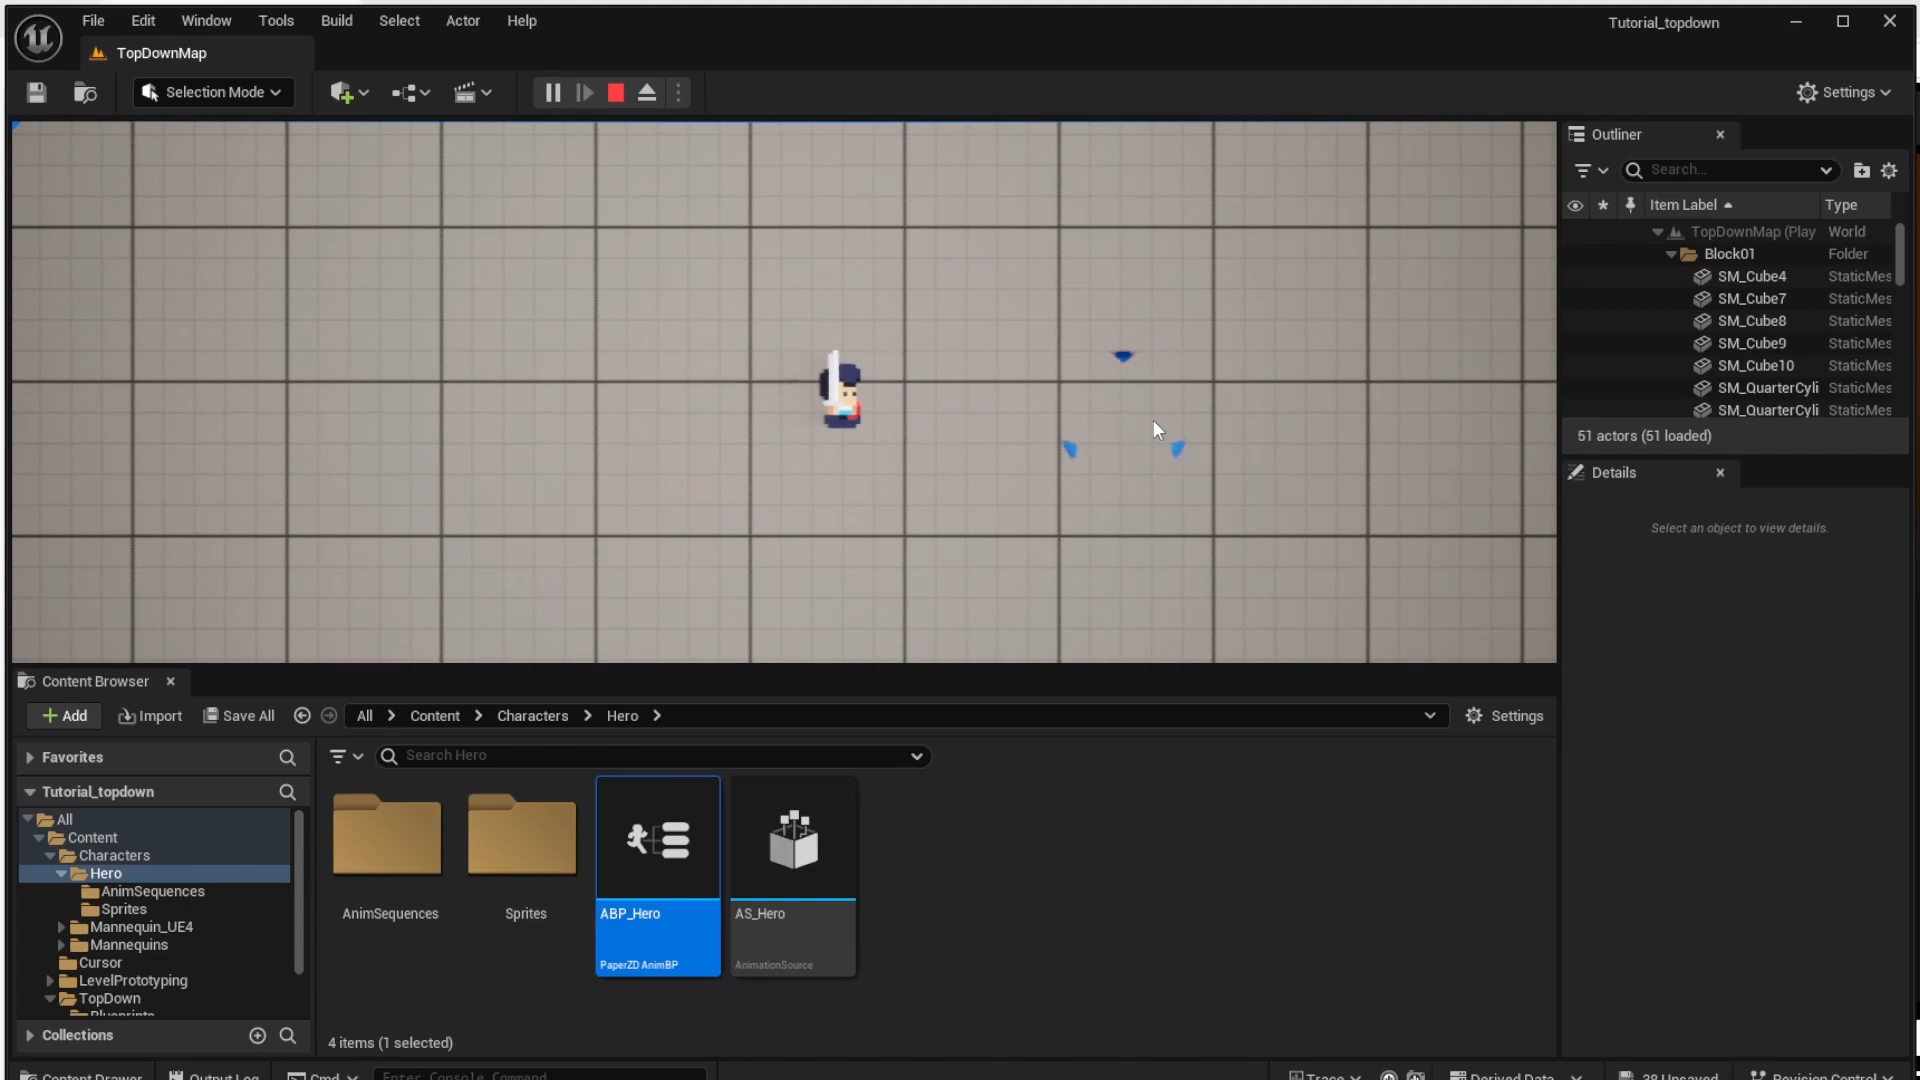 File Edit Window Tools Build Select Actor Help Tutorial_topdown
TopDownMap
Selection Mode Settings
Outliner
Search...
Item Label Type
TopDownMap (Play World
Block01 Folder
SM_Cube4 StaticMes
SM_Cube7 StaticMes
SM_Cube8 StaticMes
SM_Cube9 StaticMes
SM_Cube10 StaticMes
SM_QuarterCyli StaticMes
SM_QuarterCyli StaticMes
51 actors (51 loaded)
Details
Select an object to view details.
Content Browser
Add Import Save All All Content Characters Hero Settings
Favorites
Search Hero
Tutorial_topdown
All
Content
Characters
Hero
AnimSequences
Sprites
Mannequin_UE4
Mannequins
Cursor
LevelPrototyping
TopDown
Blueprints
Collections
AnimSequences
Sprites
ABP_Hero
PaperZD AnimBP
AS_Hero
AnimationSource
4 items (1 selected)
Content Drawer Output Log Cmd Enter Console Command Trace Derived Data 38 Unsaved Revision Control